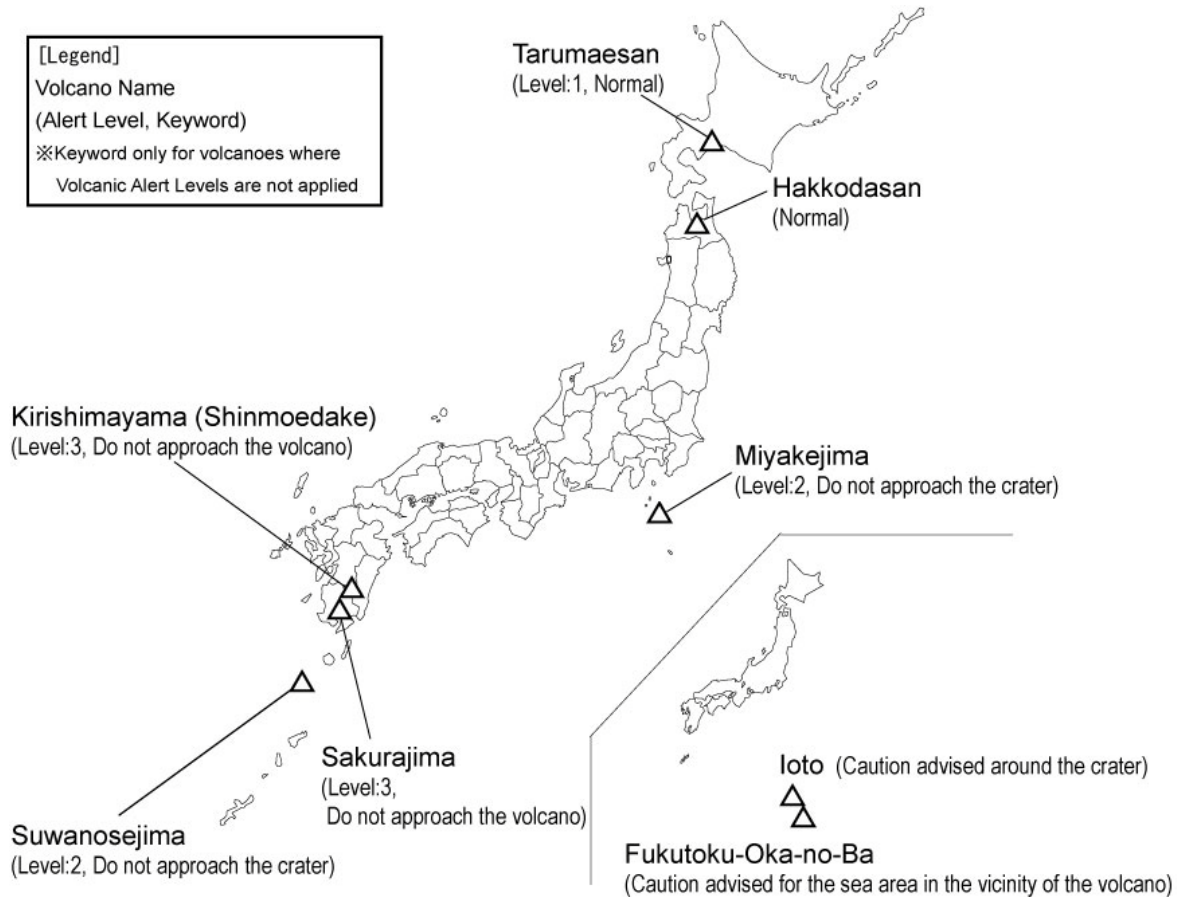 [Legend]
Volcano Name
(Alert Level, Keyword)
※Keyword only for volcanoes where
Volcanic Alert Levels are not applied
Tarumaesan
(Level:1, Normal)
Hakkodasan
(Normal)
Kirishimayama (Shinmoedake)
(Level:3, Do not approach the volcano)
Miyakejima
(Level:2, Do not approach the crater)
Sakurajima
(Level:3,
Do not approach the volcano)
Suwanosejima
(Level:2, Do not approach the crater)
Ioto (Caution advised around the crater)
Fukutoku-Oka-no-Ba
(Caution advised for the sea area in the vicinity of the volcano)